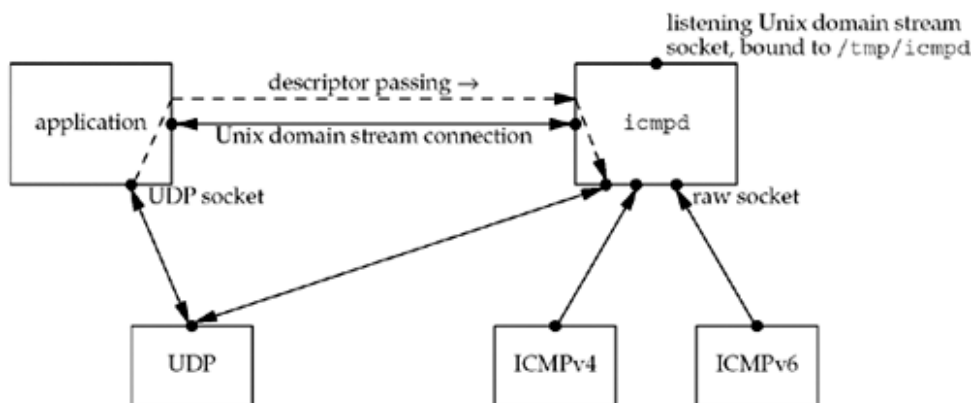 listening Unix domain stream
socket, bound to /tmp/icmpd
descriptor passing →
application
icmpd
Unix domain stream connection
UDP socket
raw socket
UDP
ICMPv4
ICMPv6